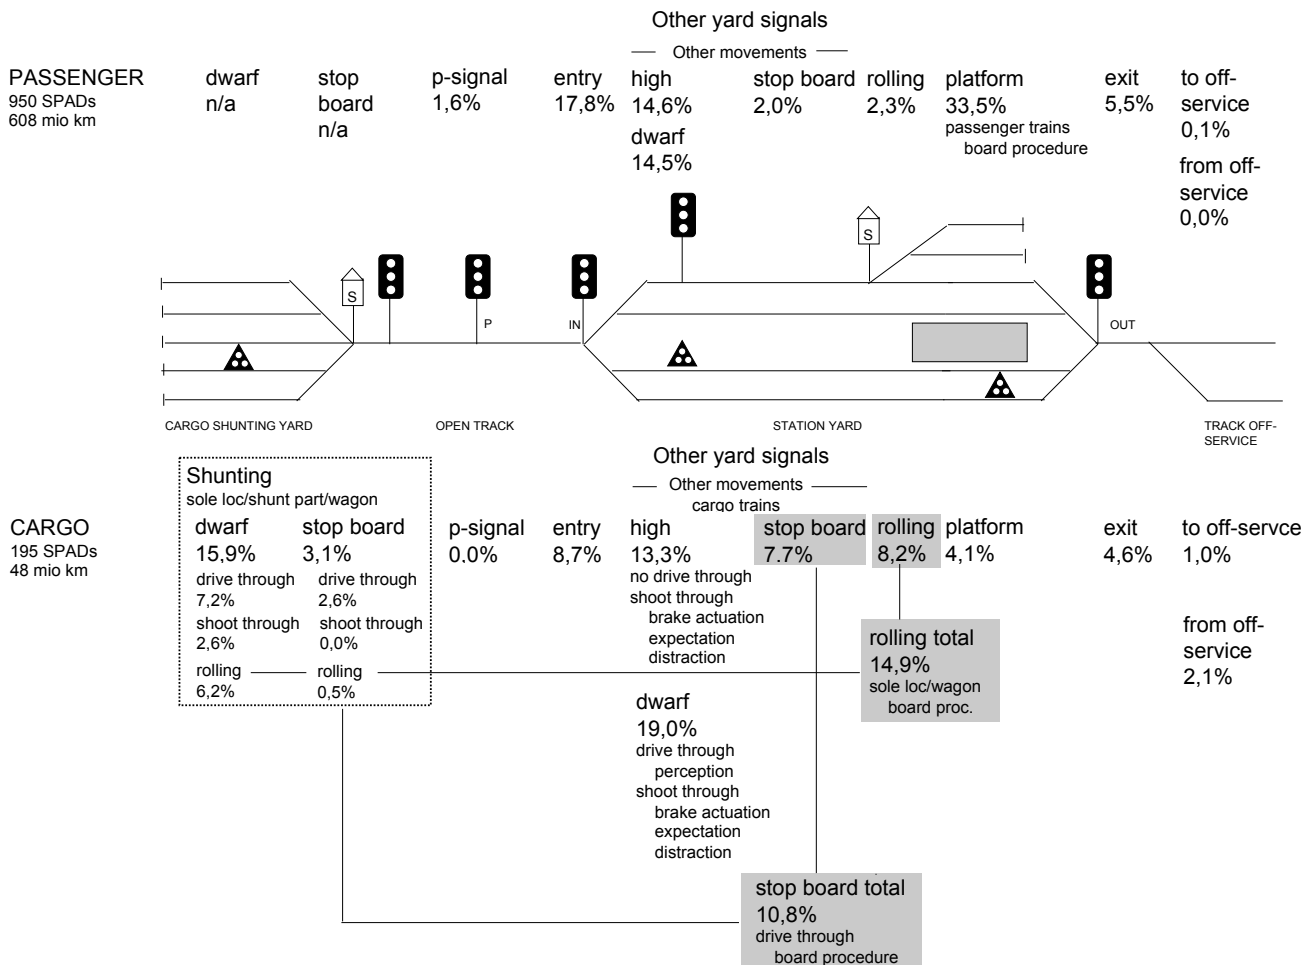 Other yard signals
Other movements
PASSENGER
950 SPADs
608 mio km
dwarf
n/a
stop
board
n/a
p-signal
1,6%
entry
17,8%
high
14,6%
dwarf
14,5%
stop board
2,0%
rolling
2,3%
platform
33,5%
passenger trains
board procedure
exit
5,5%
to off-
service
0,1%
from off-
service
0,0%
S
P
IN
S
OUT
CARGO SHUNTING YARD
OPEN TRACK
STATION YARD
TRACK OFF-
SERVICE
Other yard signals
Other movements
cargo trains
Shunting
sole loc/shunt part/wagon
CARGO
195 SPADs
48 mio km
dwarf
15,9%
drive through
7,2%
shoot through
2,6%
rolling
6,2%
stop board
3,1%
drive through
2,6%
shoot through
0,0%
rolling
0,5%
p-signal
0.0%
entry
8,7%
high
13,3%
no drive through
shoot through
brake actuation
expectation
distraction
dwarf
19,0%
drive through
perception
shoot through
brake actuation
expectation
distraction
stop board
7.7%
rolling
8,2%
platform
4,1%
exit
4,6%
to off-servce
1,0%
from off-
service
2,1%
rolling total
14,9%
sole loc/wagon
board proc.
stop board total
10,8%
drive through
board procedure